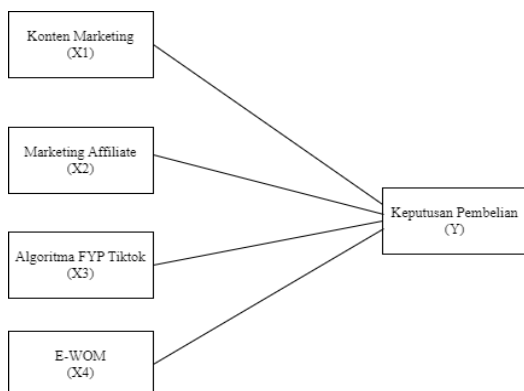 Konten Marketing
(X1)
Marketing Affiliate
(X2)
Algoritma FYP Tiktok
(X3)
E-WOM
(X4)
Keputusan Pembelian
(Y)